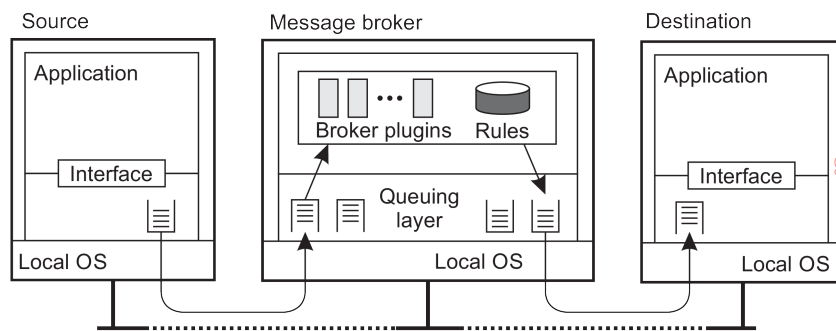 Source
Message broker
Destination
Application
Broker plugins
Rules
Application
Interface
Queuing
layer
Interface
Local OS
Local OS
Local OS